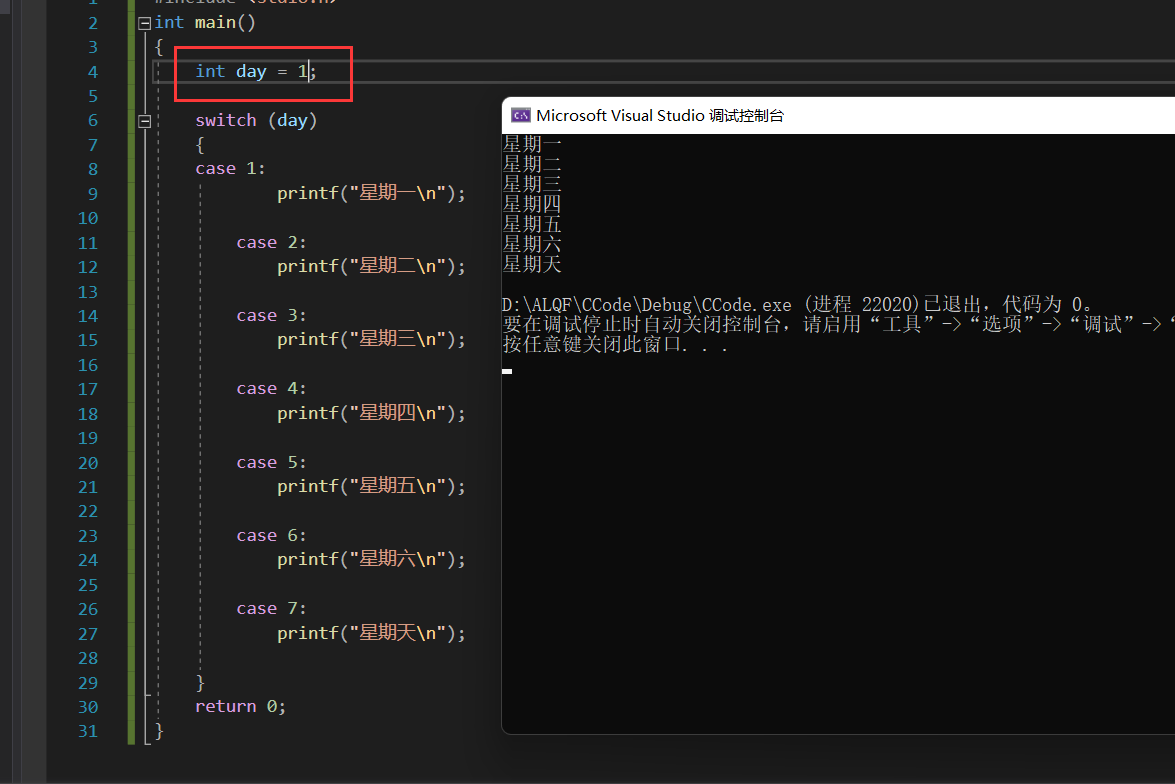 1 #include <stdio.h>
2 int main()
3 {
4 int day = 1;
5
6 switch (day)
7 {
8 case 1:
9 printf("星期一\n");
10
11 case 2:
12 printf("星期二\n");
13
14 case 3:
15 printf("星期三\n");
16
17 case 4:
18 printf("星期四\n");
19
20 case 5:
21 printf("星期五\n");
22
23 case 6:
24 printf("星期六\n");
25
26 case 7:
27 printf("星期天\n");
28
29 }
30 return 0;
31 }
Microsoft Visual Studio 调试控制台
星期一
星期二
星期三
星期四
星期五
星期六
星期天
D:\ALQF\CCode\Debug\CCode.exe (进程 22020)已退出，代码为 0。
要在调试停止时自动关闭控制台，请启用“工具”->“选项”->“调试”->“
按任意键关闭此窗口. . .